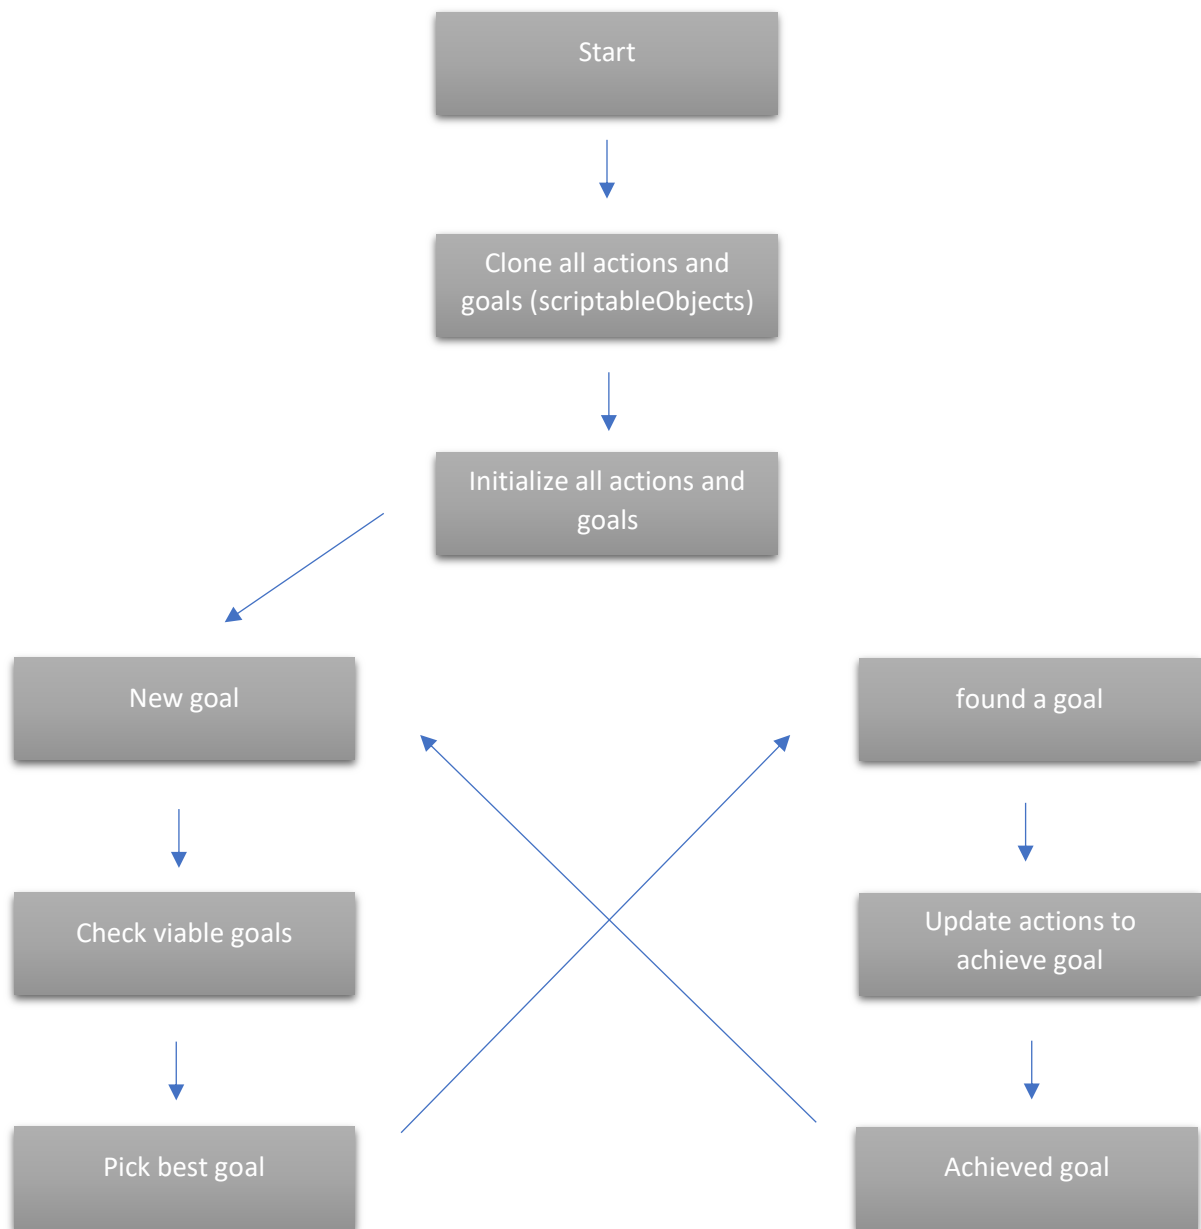 Start
Clone all actions and
goals (scriptableObjects)
Initialize all actions and
goals
New goal
found a goal
Check viable goals
Update actions to
achieve goal
Pick best goal
Achieved goal